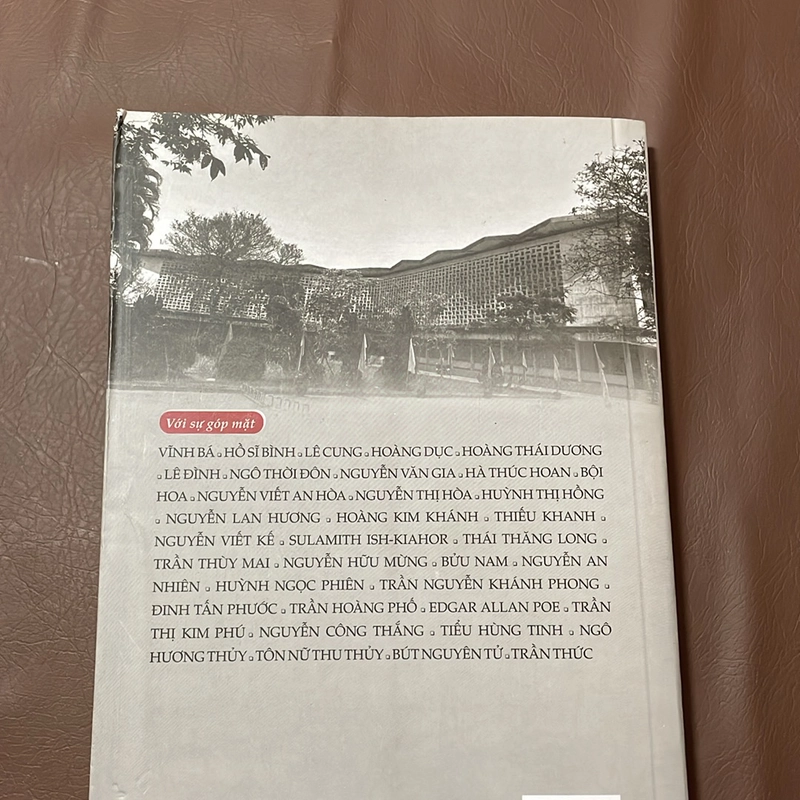 Với sự góp mặt
VĨNH BÁ ▫ HỒ SĨ BÌNH ▫ LÊ CUNG ▫ HOÀNG DỤC ▫ HOÀNG THÁI DƯƠNG
▫ LÊ ĐÌNH ▫ NGÔ THỜI ĐÔN ▫ NGUYỄN VĂN GIA ▫ HÀ THÚC HOAN ▫ BỘI
HOA ▫ NGUYỄN VIẾT AN HÒA ▫ NGUYỄN THỊ HÒA ▫ HUỲNH THỊ HỒNG
▫ NGUYỄN LAN HƯƠNG ▫ HOÀNG KIM KHÁNH ▫ THIẾU KHANH ▫
NGUYỄN VIẾT KẾ ▫ SULAMITH ISH-KIAHOR ▫ THÁI THĂNG LONG ▫
TRẦN THÙY MAI ▫ NGUYỄN HỮU MỪNG ▫ BỬU NAM ▫ NGUYỄN AN
NHIÊN ▫ HUỲNH NGỌC PHIÊN ▫ TRẦN NGUYỄN KHÁNH PHONG ▫
ĐINH TẤN PHƯỚC ▫ TRẦN HOÀNG PHỐ ▫ EDGAR ALLAN POE ▫ TRẦN
THỊ KIM PHÚ ▫ NGUYỄN CÔNG THẮNG ▫ TIỂU HÙNG TINH ▫ NGÔ
HƯƠNG THỦY ▫ TÔN NỮ THU THỦY ▫ BÚT NGUYÊN TỬ ▫ TRẦN THỨC